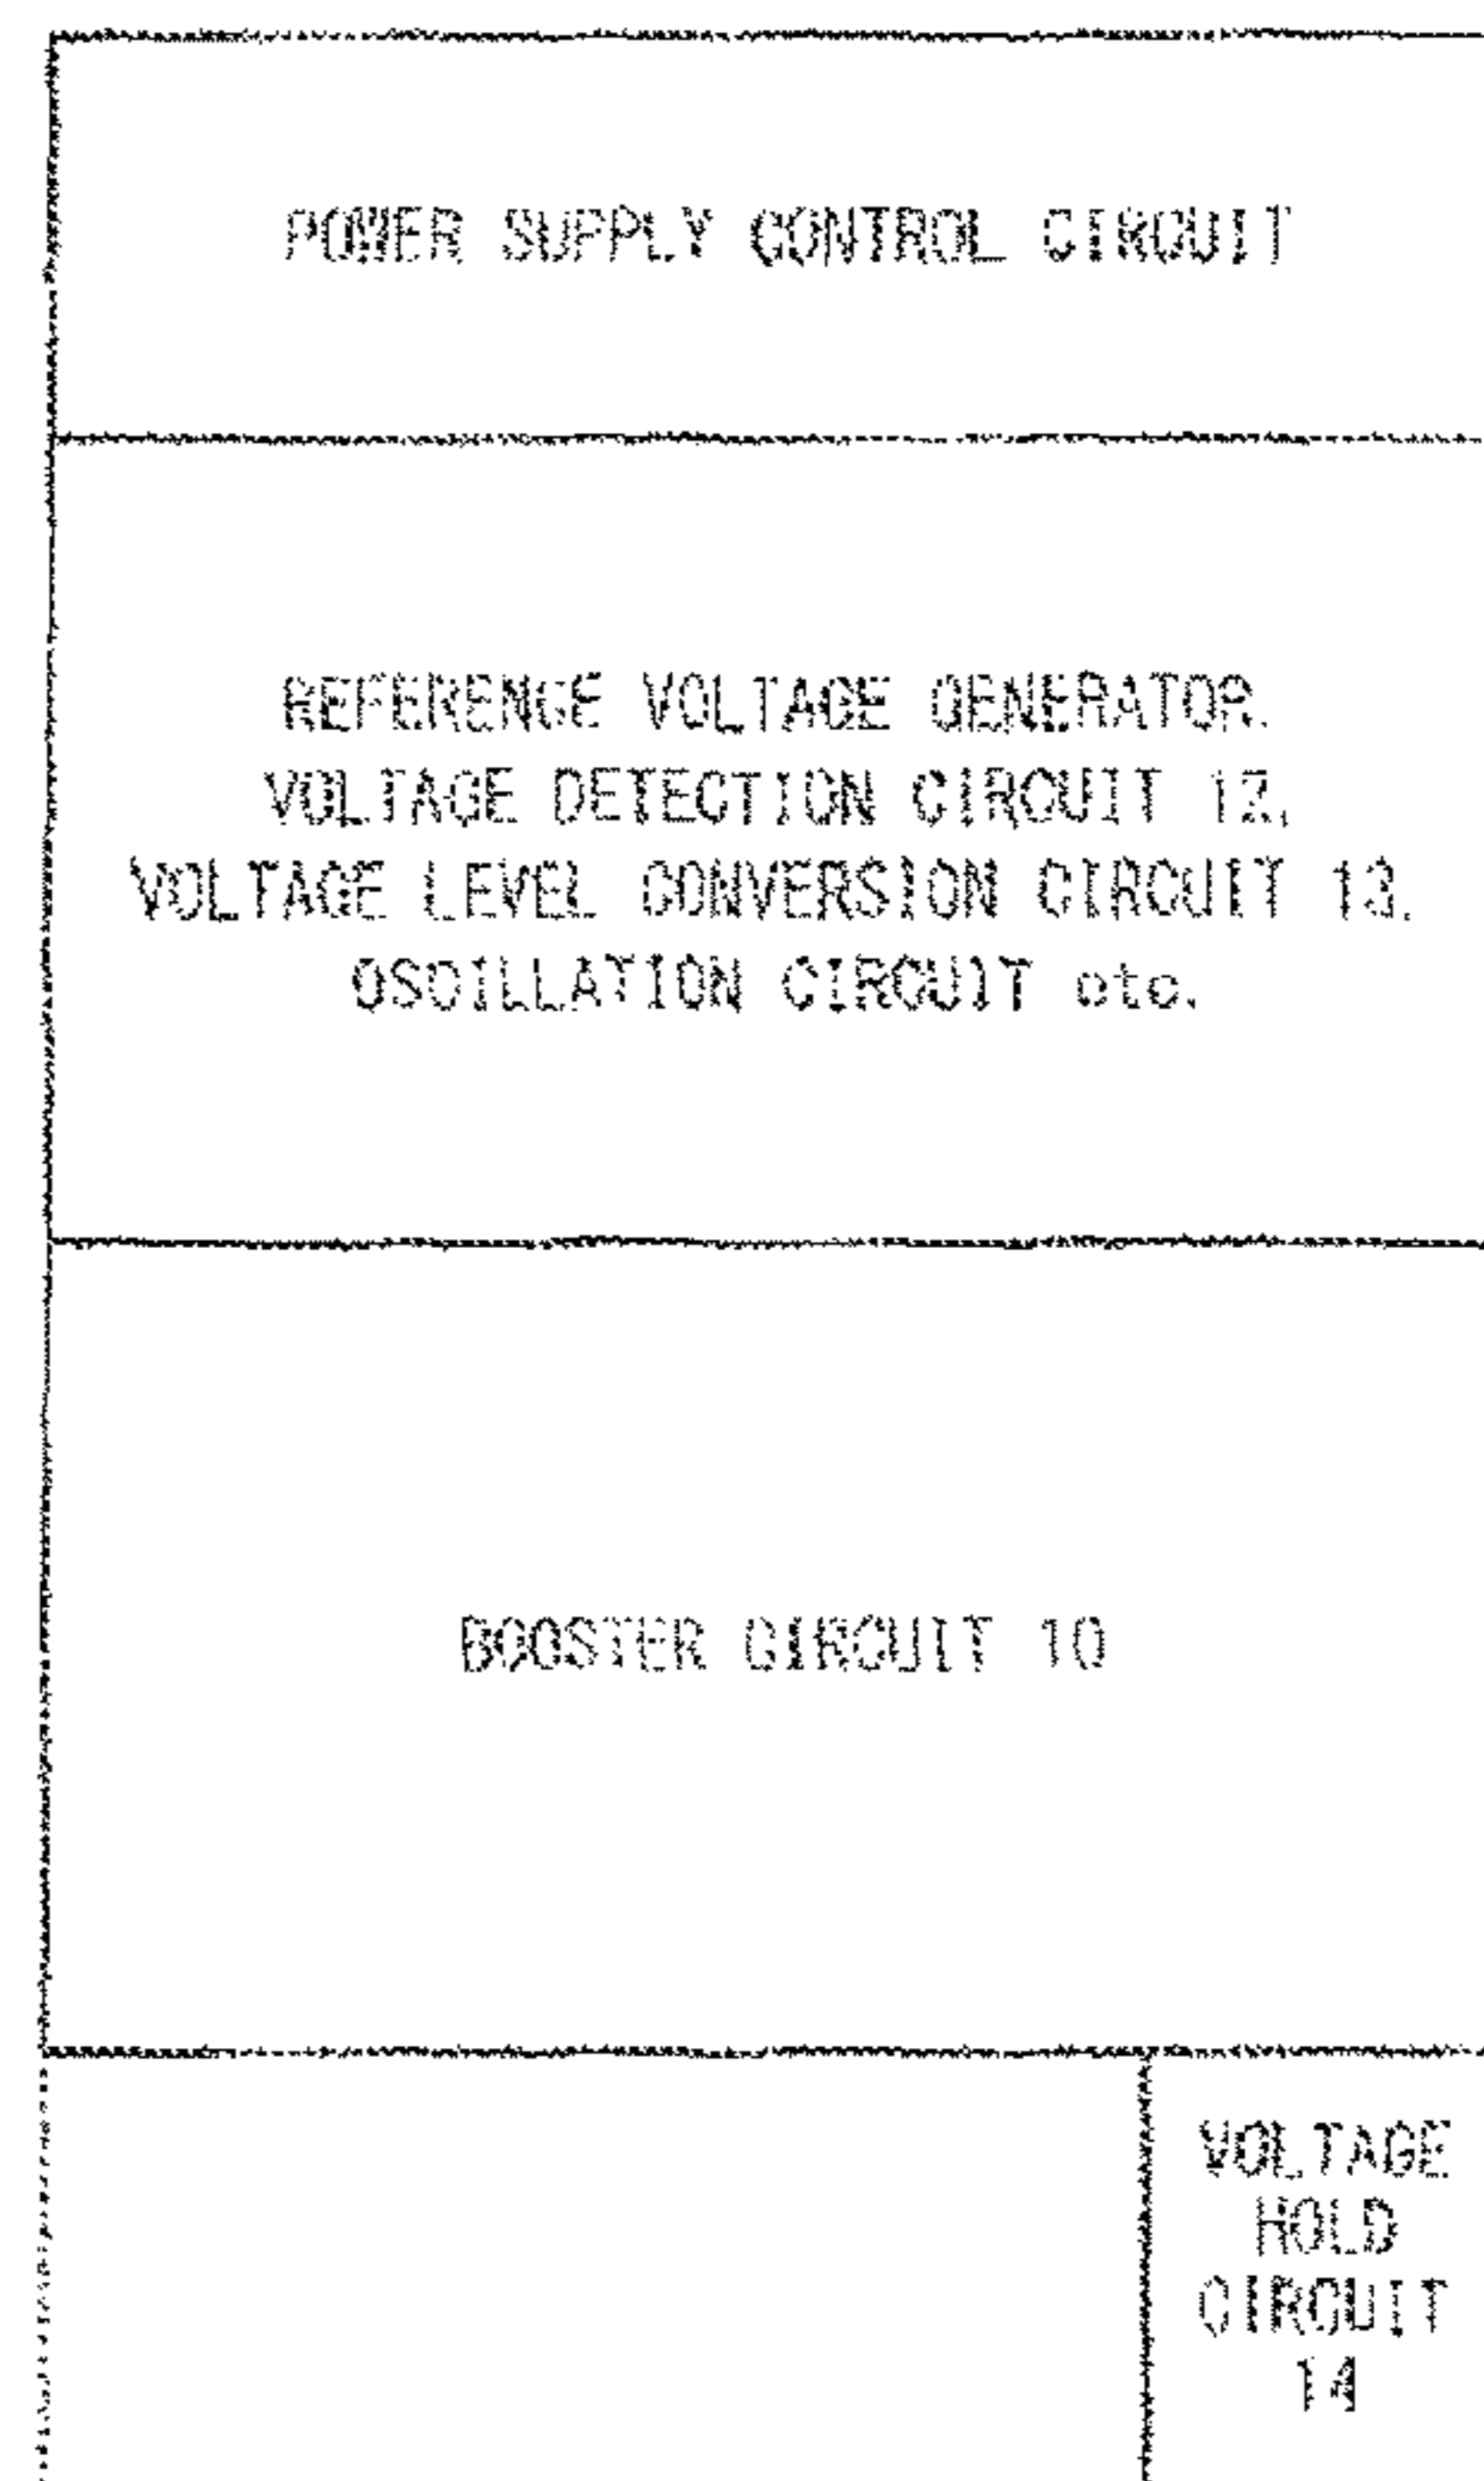 POWER SUPPLY CONTROL CIRCUIT
REFERENCE VOLTAGE GENERATOR,
VOLTAGE DETECTION CIRCUIT 12,
VOLTAGE LEVEL CONVERSION CIRCUIT 13,
OSCILLATION CIRCUIT etc.
BOOSTER CIRCUIT 10
VOLTAGE
HOLD
CIRCUIT
14